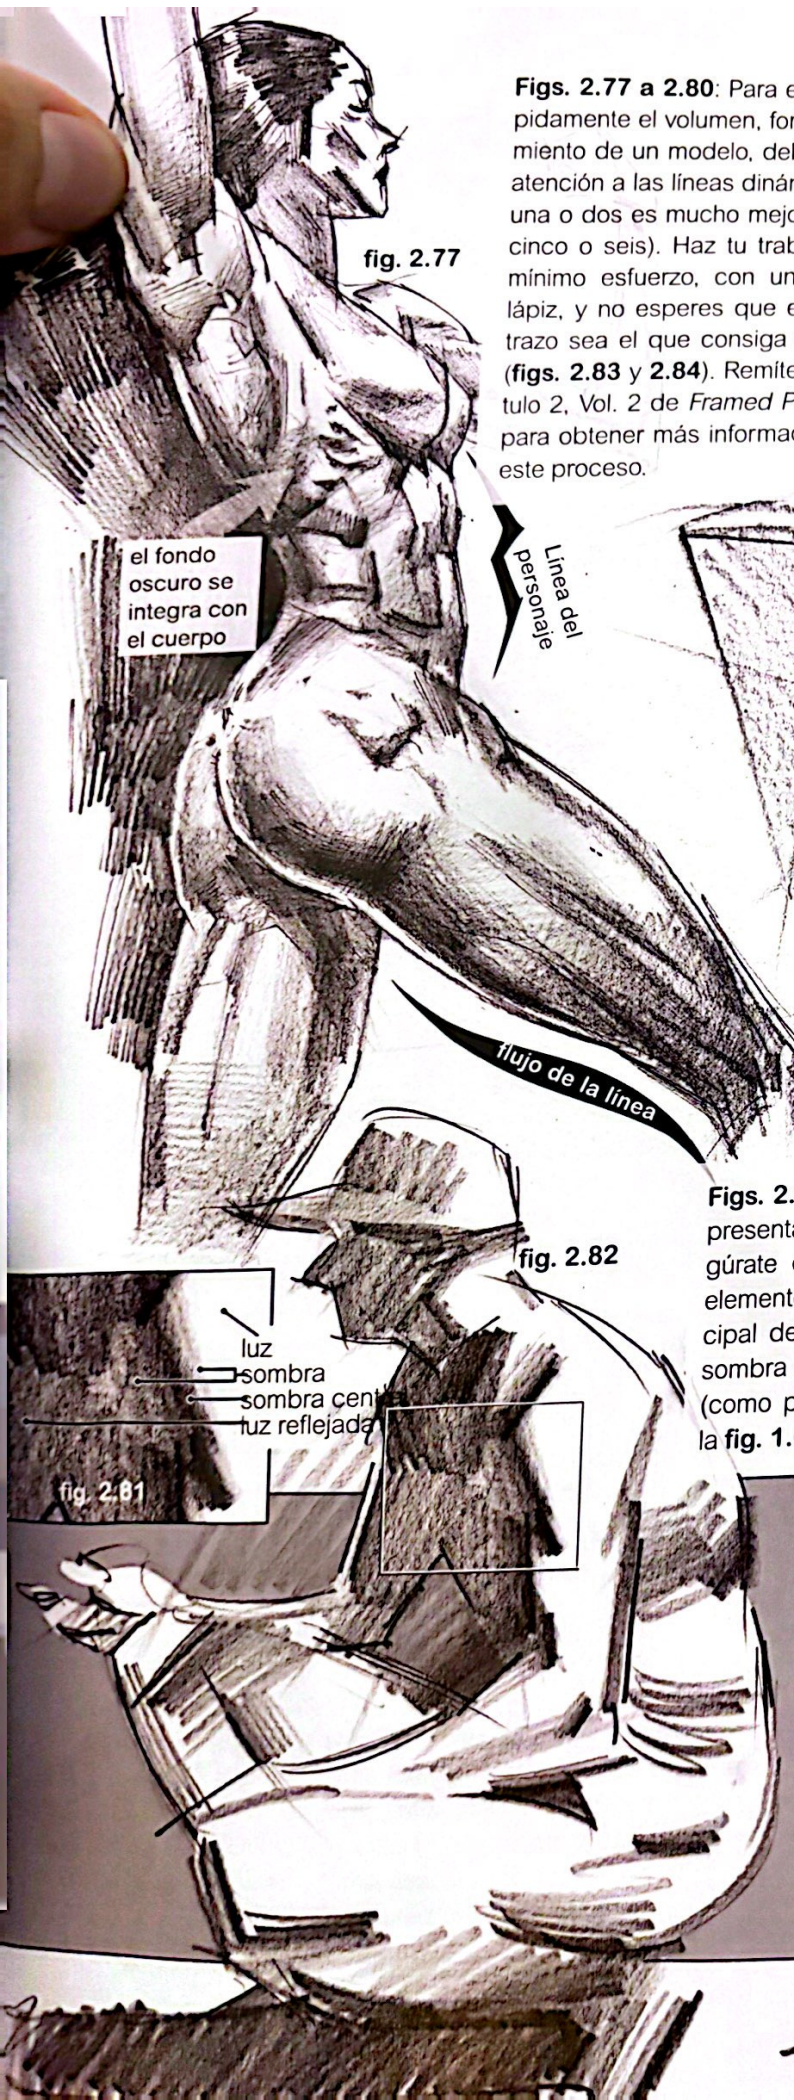 Figs. 2.77 a 2.80: Para e
pidamente el volumen, for
miento de un modelo, del
atención a las líneas dinár
una o dos es mucho mejo
cinco o seis). Haz tu trab
mínimo esfuerzo, con un
lápiz, y no esperes que e
trazo sea el que consiga
(figs. 2.83 y 2.84). Remíte
tulo 2, Vol. 2 de Framed P
para obtener más informac
este proceso.
fig. 2.77
el fondo
oscuro se
integra con
el cuerpo
Línea del
personaje
flujo de la línea
Figs. 2.
presenta
gúrate
elemento
cipal de
sombra
(como p
la fig. 1.
fig. 2.82
luz
sombra
sombra cent
luz reflejada
fig. 2.81